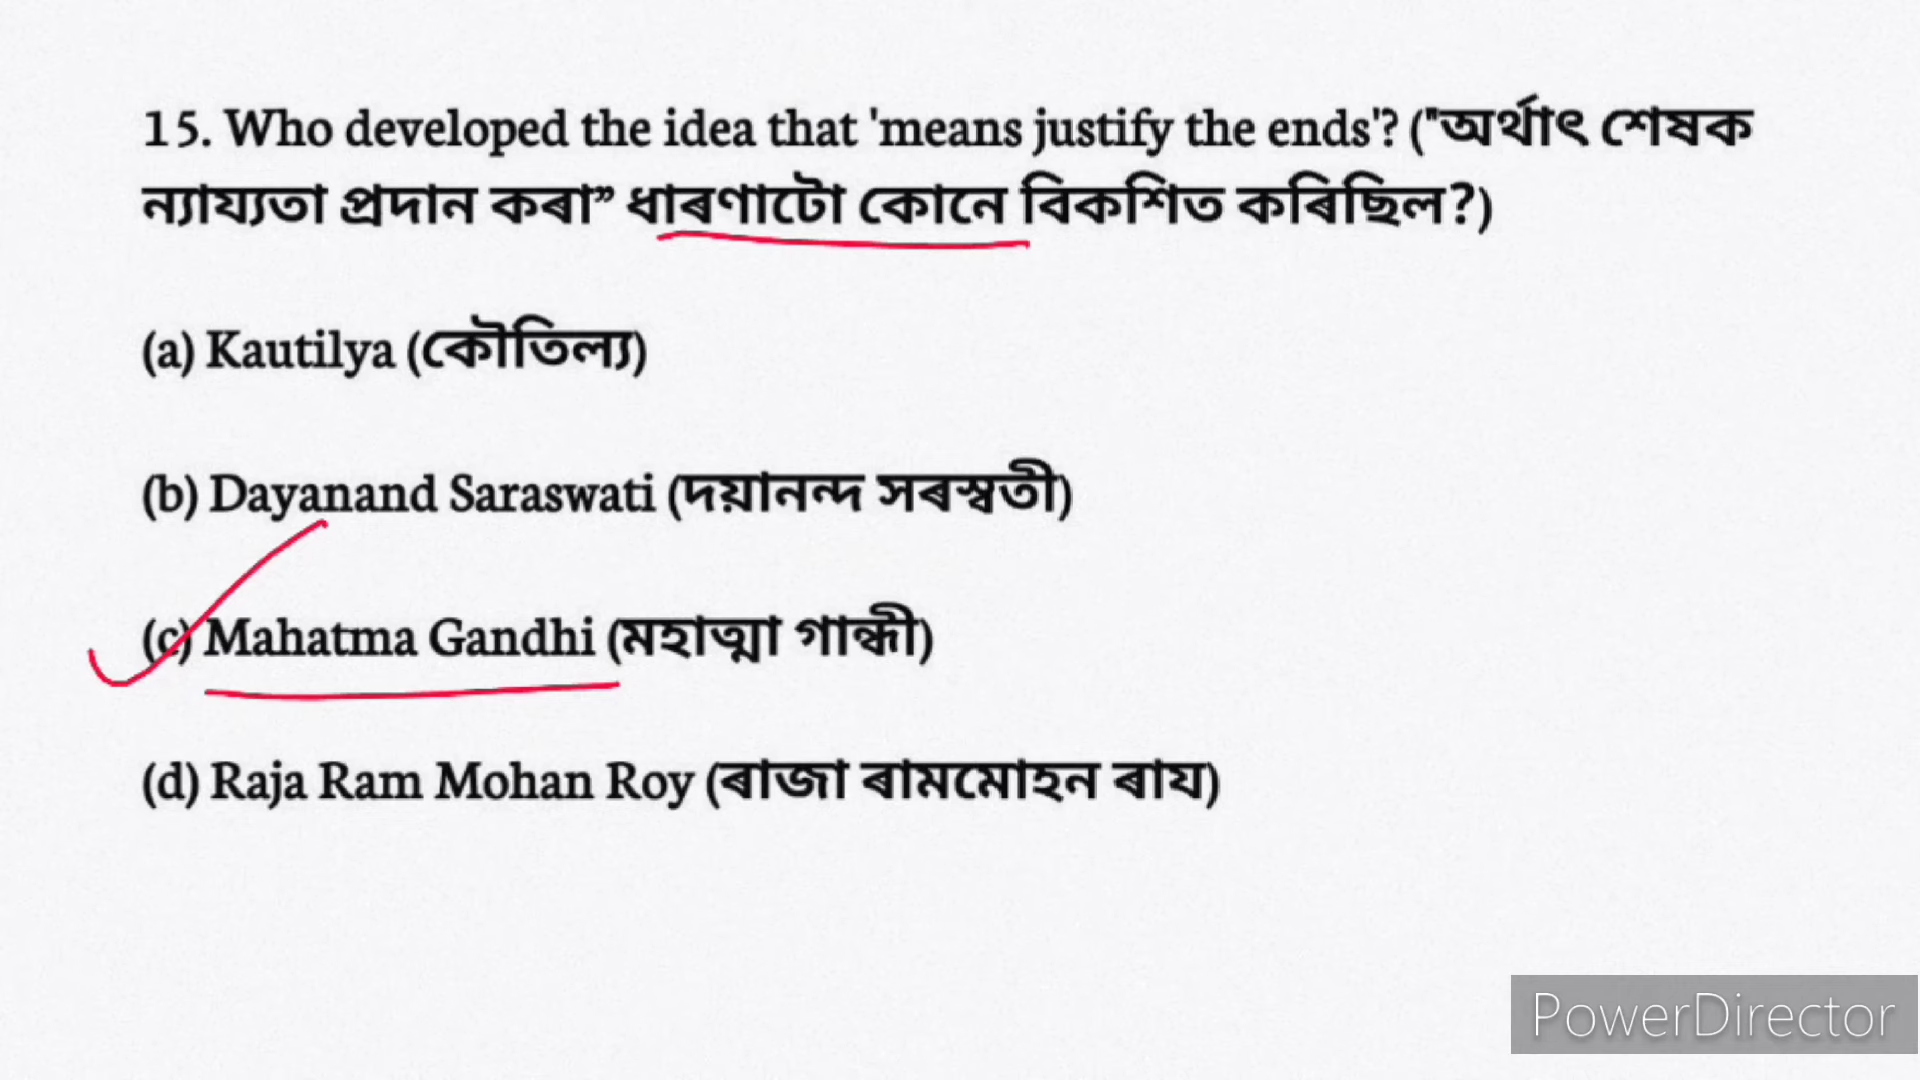 15. Who developed the idea that 'means justify the ends'? ("অৰ্থাৎ শেষক
ন্যায্যতা প্ৰদান কৰা” ধাৰণাটো কোনে বিকশিত কৰিছিল?)
(a) Kautilya (কৌতিল্য)
(b) Dayanand Saraswati (দয়ানন্দ সৰস্বতী)
(c) Mahatma Gandhi (মহাত্মা গান্ধী)
(d) Raja Ram Mohan Roy (ৰাজা ৰামমোহন ৰায)
PowerDirector